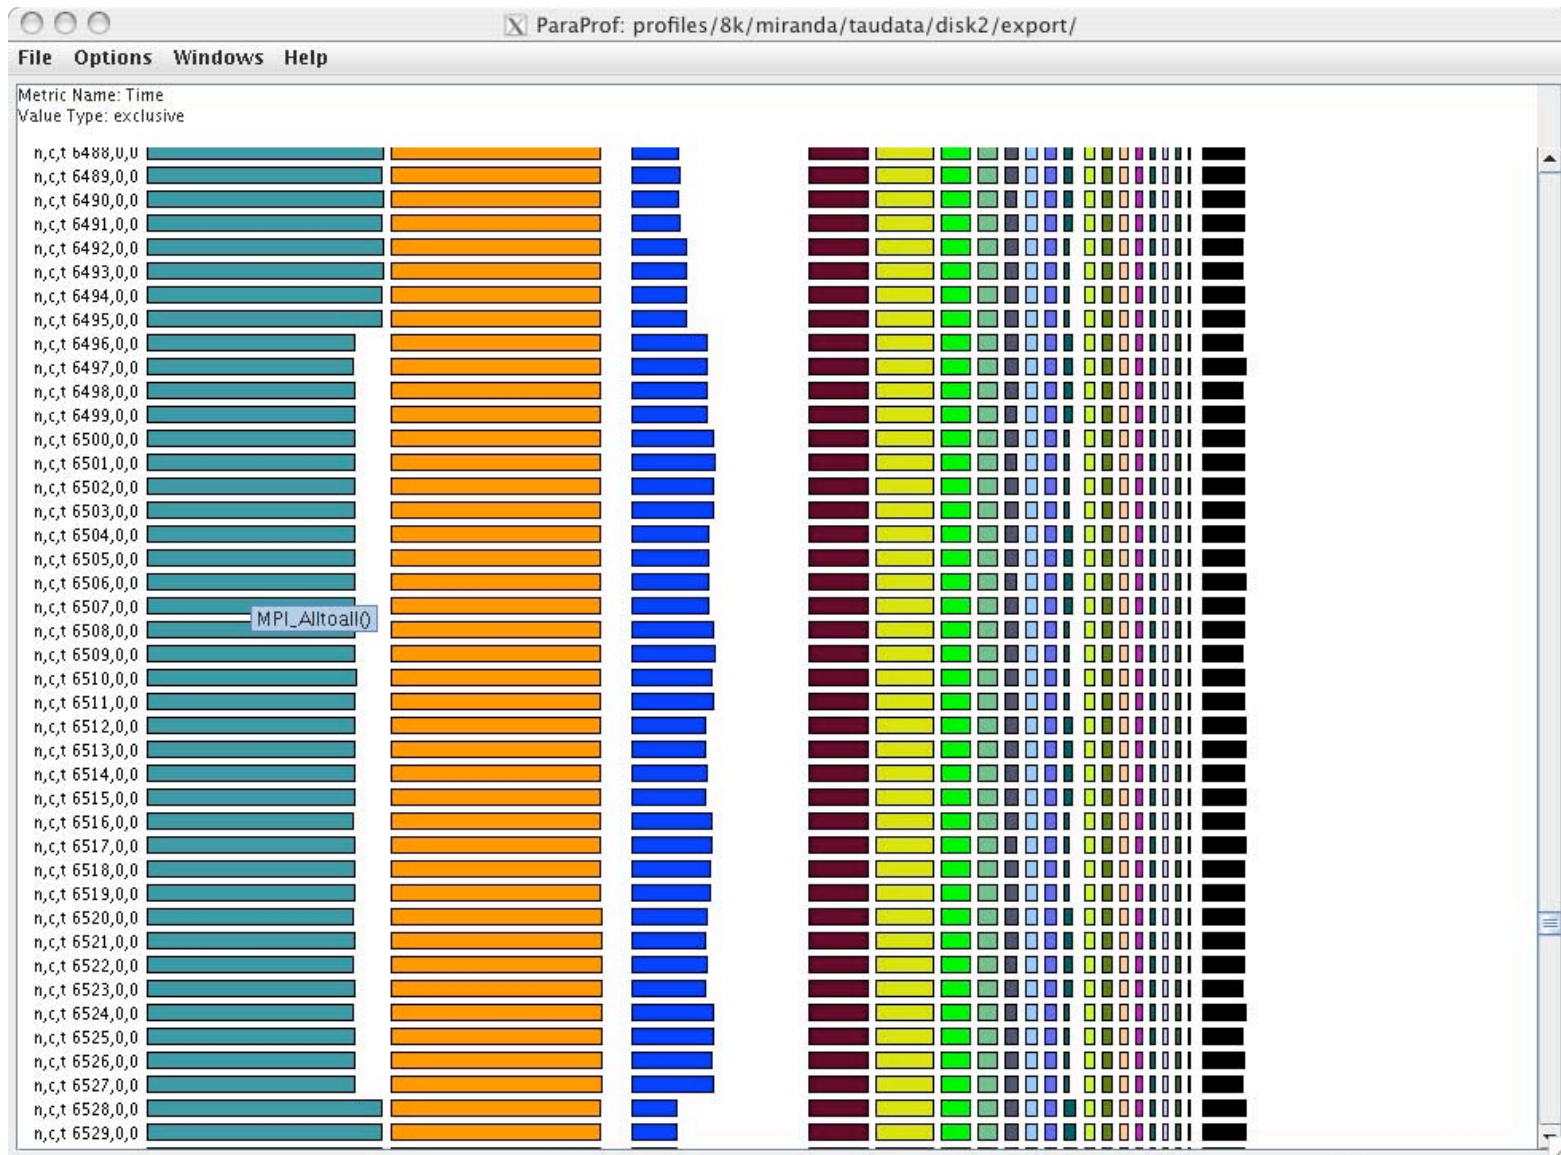 ParaProf: profiles/8k/miranda/taudata/disk2/export/
File Options Windows Help
Metric Name: Time
Value Type: exclusive
n,c,t 6488,0,0
n,c,t 6489,0,0
n,c,t 6490,0,0
n,c,t 6491,0,0
n,c,t 6492,0,0
n,c,t 6493,0,0
n,c,t 6494,0,0
n,c,t 6495,0,0
n,c,t 6496,0,0
n,c,t 6497,0,0
n,c,t 6498,0,0
n,c,t 6499,0,0
n,c,t 6500,0,0
n,c,t 6501,0,0
n,c,t 6502,0,0
n,c,t 6503,0,0
n,c,t 6504,0,0
n,c,t 6505,0,0
n,c,t 6506,0,0
n,c,t 6507,0,0
MPI_Alltoall()
n,c,t 6508,0,0
n,c,t 6509,0,0
n,c,t 6510,0,0
n,c,t 6511,0,0
n,c,t 6512,0,0
n,c,t 6513,0,0
n,c,t 6514,0,0
n,c,t 6515,0,0
n,c,t 6516,0,0
n,c,t 6517,0,0
n,c,t 6518,0,0
n,c,t 6519,0,0
n,c,t 6520,0,0
n,c,t 6521,0,0
n,c,t 6522,0,0
n,c,t 6523,0,0
n,c,t 6524,0,0
n,c,t 6525,0,0
n,c,t 6526,0,0
n,c,t 6527,0,0
n,c,t 6528,0,0
n,c,t 6529,0,0